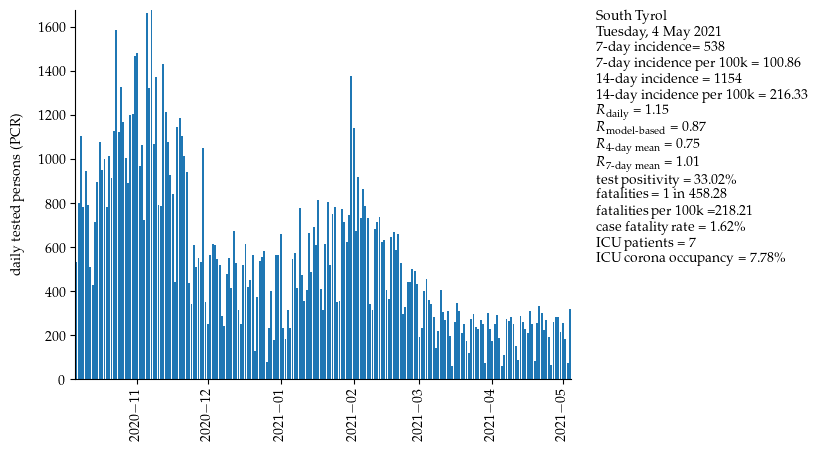 1600
1400
1200
1000
800
600
400
200
0
daily tested persons (PCR)
2020−11
2020−12
2021−01
2021−02
2021−03
2021−04
2021−05
South Tyrol
Tuesday, 4 May 2021
7-day incidence= 538
7-day incidence per 100k = 100.86
14-day incidence = 1154
14-day incidence per 100k = 216.33
R daily = 1.15
R model-based = 0.87
R 4-day mean = 0.75
R 7-day mean = 1.01
test positivity = 33.02%
fatalities = 1 in 458.28
fatalities per 100k =218.21
case fatality rate = 1.62%
ICU patients = 7
ICU corona occupancy = 7.78%